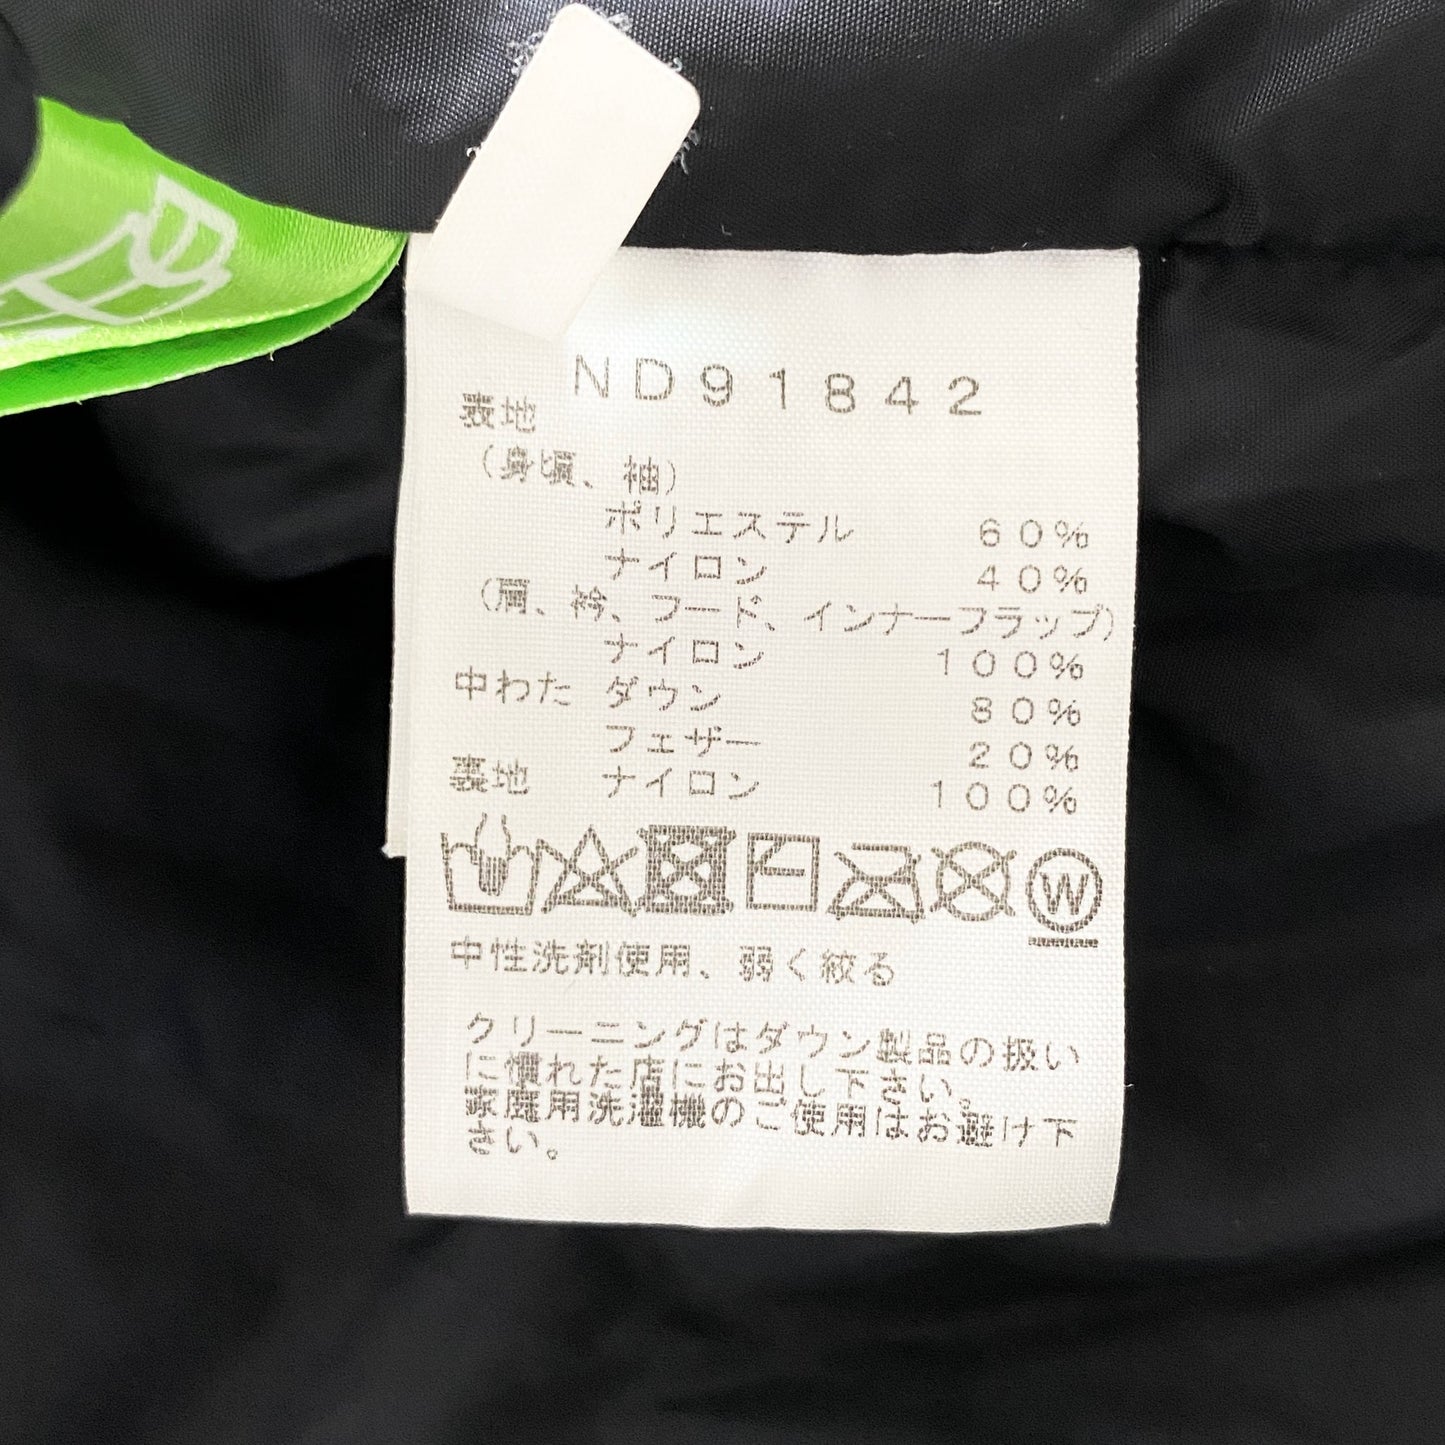 ND91842
表地
(身頃、袖)
ポリエステル 60%
ナイロン 40%
(肩、衿、フード、インナーフラップ)
ナイロン 100%
中わた ダウン 80%
フェザー 20%
裏地 ナイロン 100%
W
中性洗剤使用、弱く絞る
クリーニングはダウン製品の扱い
に慣れた店にお出し下さい。
家庭用洗濯機のご使用はお避け下
さい。